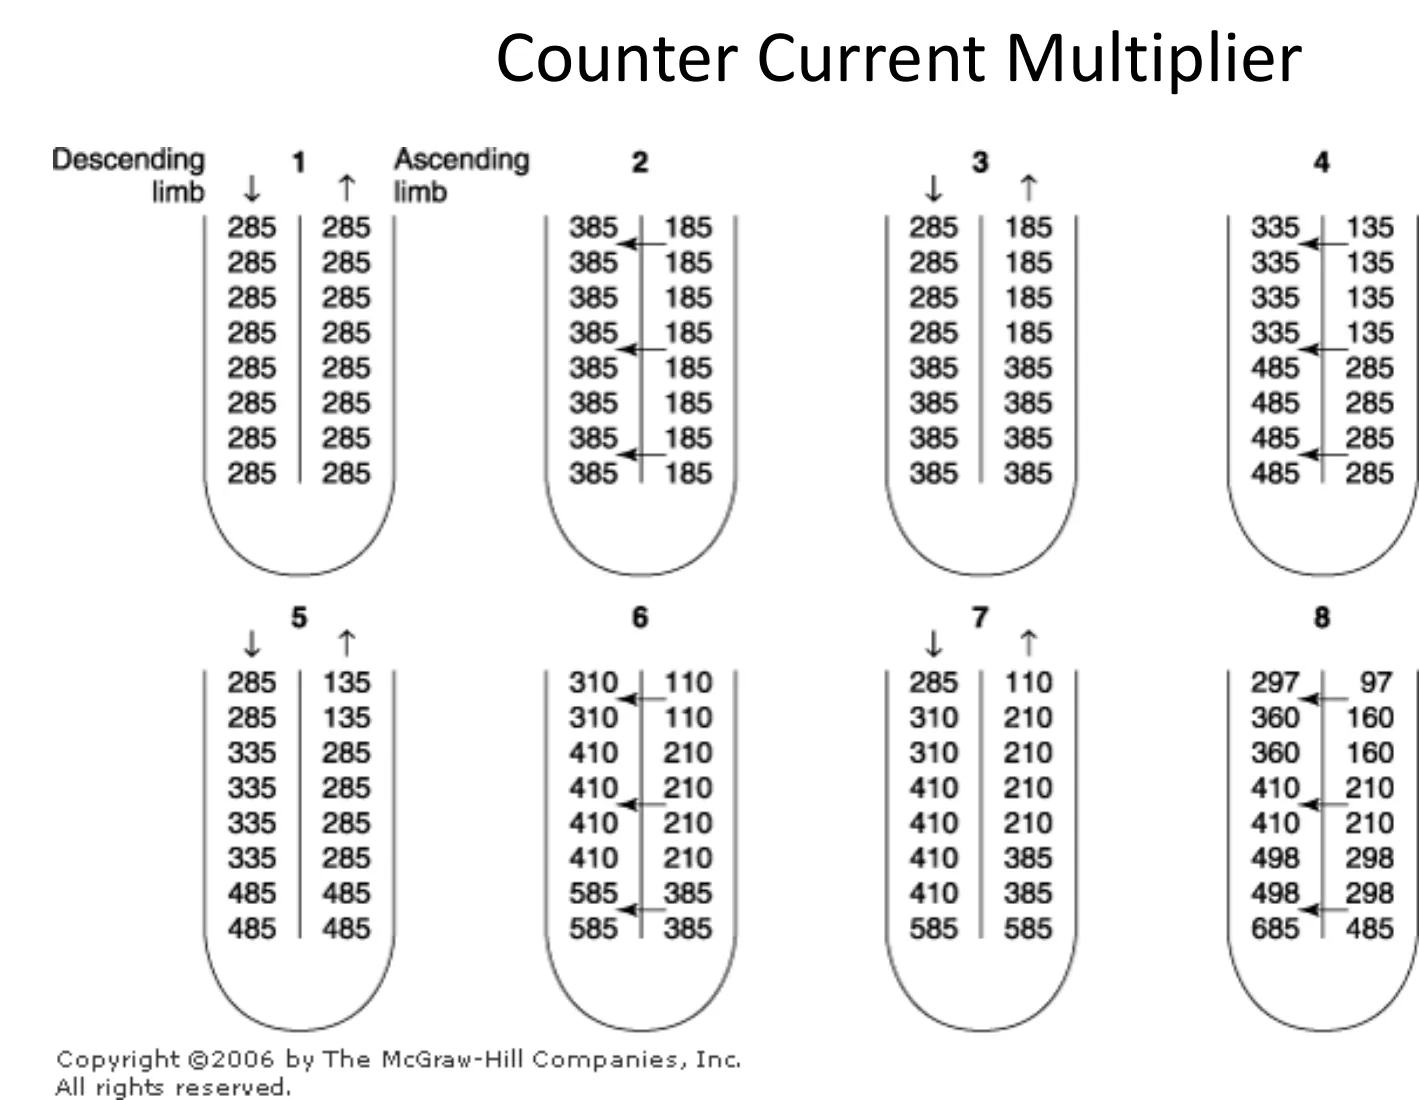 Counter Current Multiplier
Descending 1 Ascending 2 3 4
limb ↓ ↑ limb ↓ ↑
285 285 385 185 285 185 335 135
285 285 385 185 285 185 335 135
285 285 385 185 285 185 335 135
285 285 385 185 285 185 335 135
285 285 385 185 385 385 485 285
285 285 385 185 385 385 485 285
285 285 385 185 385 385 485 285
285 285 385 185 385 385 485 285
5 6 7 8
↓ ↑ ↓ ↑
285 135 310 110 285 110 297 97
285 135 310 110 310 210 360 160
335 285 410 210 310 210 360 160
335 285 410 210 410 210 410 210
335 285 410 210 410 210 410 210
335 285 410 210 410 385 498 298
485 485 585 385 410 385 498 298
485 485 585 385 585 585 685 485
Copyright ©2006 by The McGraw-Hill Companies, Inc.
All rights reserved.